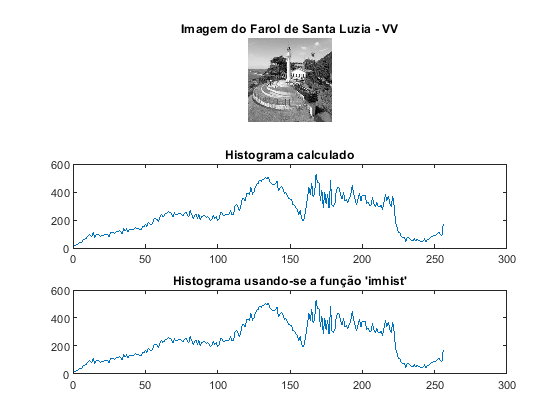 Imagem do Farol de Santa Luzia - VV
Histograma calculado
600
400
200
0
0 50 100 150 200 250 300
Histograma usando-se a função 'imhist'
600
400
200
0
0 50 100 150 200 250 300